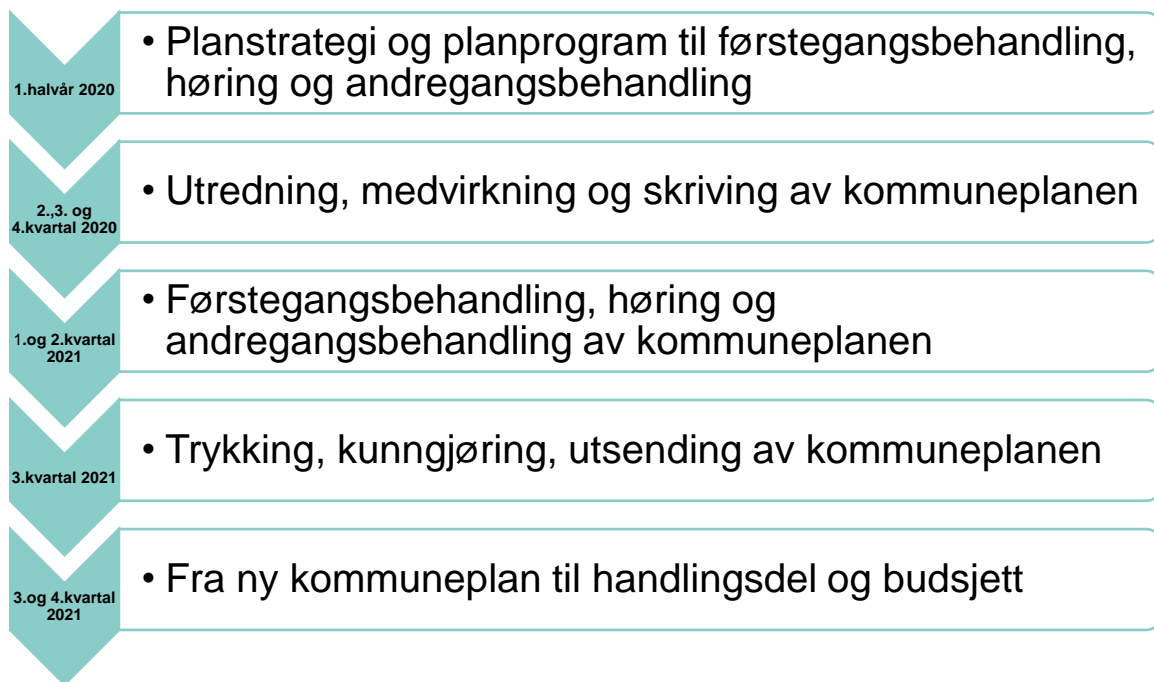 1.halvår 2020
• Planstrategi og planprogram til førstegangsbehandling,
høring og andregangsbehandling
2.,3. og
4.kvartal 2020
• Utredning, medvirkning og skriving av kommuneplanen
1.og 2.kvartal
2021
• Førstegangsbehandling, høring og
andregangsbehandling av kommuneplanen
3.kvartal 2021
• Trykking, kunngjøring, utsending av kommuneplanen
3.og 4.kvartal
2021
• Fra ny kommuneplan til handlingsdel og budsjett